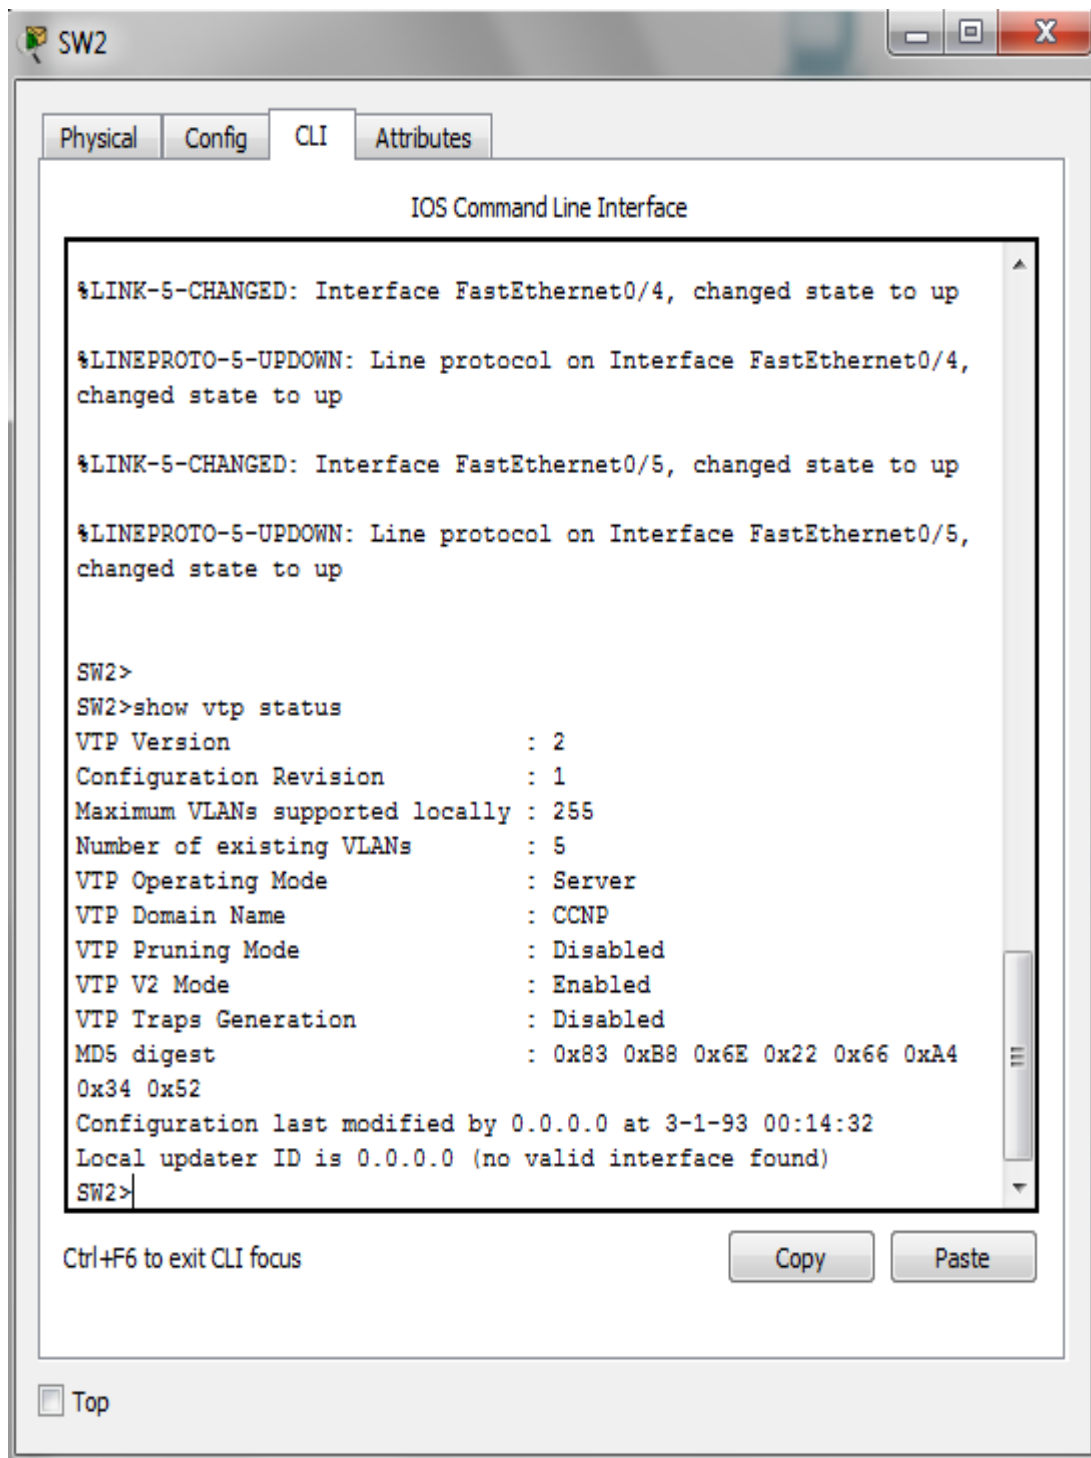 SW2
Physical Config CLI Attributes
IOS Command Line Interface
%LINK-5-CHANGED: Interface FastEthernet0/4, changed state to up
%LINEPROTO-5-UPDOWN: Line protocol on Interface FastEthernet0/4,
changed state to up
%LINK-5-CHANGED: Interface FastEthernet0/5, changed state to up
%LINEPROTO-5-UPDOWN: Line protocol on Interface FastEthernet0/5,
changed state to up
SW2>
SW2>show vtp status
VTP Version : 2
Configuration Revision : 1
Maximum VLANs supported locally : 255
Number of existing VLANs : 5
VTP Operating Mode : Server
VTP Domain Name : CCNP
VTP Pruning Mode : Disabled
VTP V2 Mode : Enabled
VTP Traps Generation : Disabled
MD5 digest : 0x83 0xB8 0x6E 0x22 0x66 0xA4
0x34 0x52
Configuration last modified by 0.0.0.0 at 3-1-93 00:14:32
Local updater ID is 0.0.0.0 (no valid interface found)
SW2>
Ctrl+F6 to exit CLI focus Copy Paste
Top